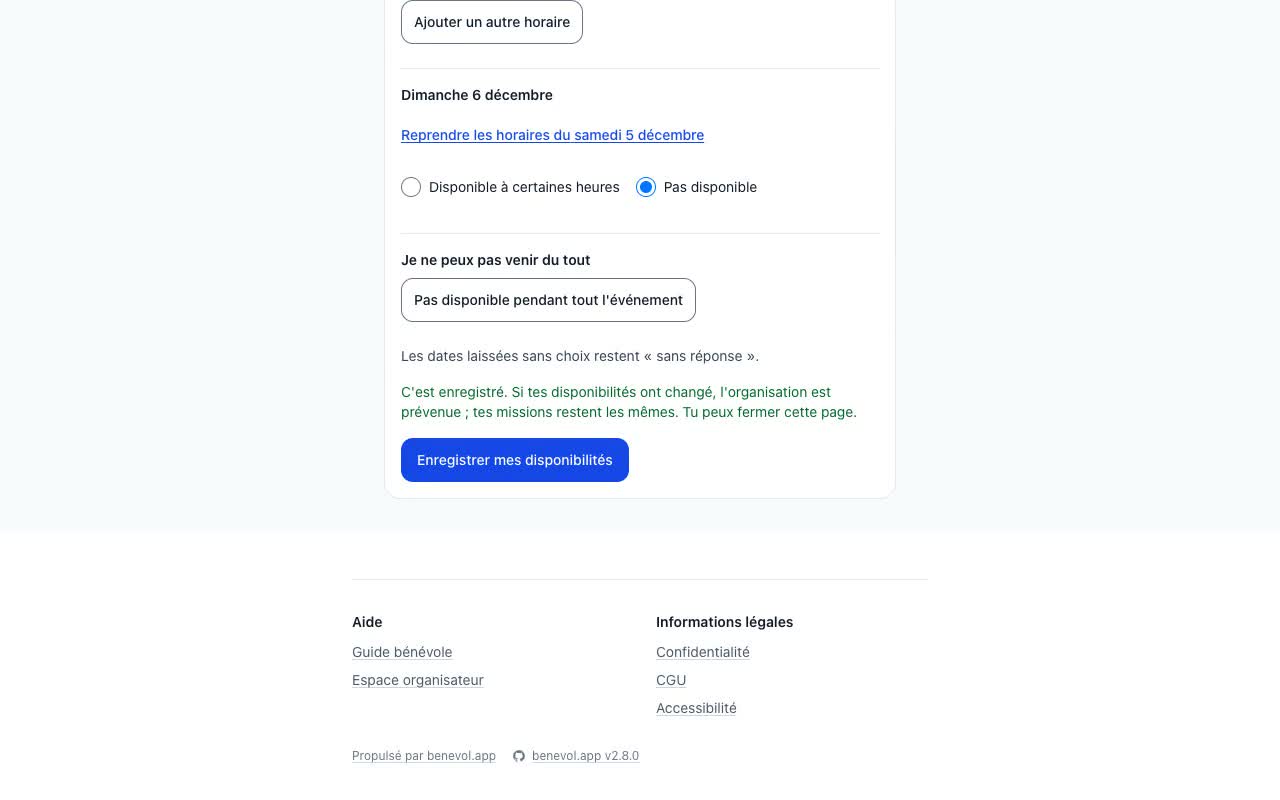 Ajouter un autre horaire
Dimanche 6 décembre
Reprendre les horaires du samedi 5 décembre
Disponible à certaines heures
Pas disponible
Je ne peux pas venir du tout
Pas disponible pendant tout l'événement
Les dates laissées sans choix restent « sans réponse ».
C'est enregistré. Si tes disponibilités ont changé, l'organisation est
prévenue ; tes missions restent les mêmes. Tu peux fermer cette page.
Enregistrer mes disponibilités
Aide
Guide bénévole
Espace organisateur
Informations légales
Confidentialité
CGU
Accessibilité
Propulsé par benevol.app
benevol.app v2.8.0